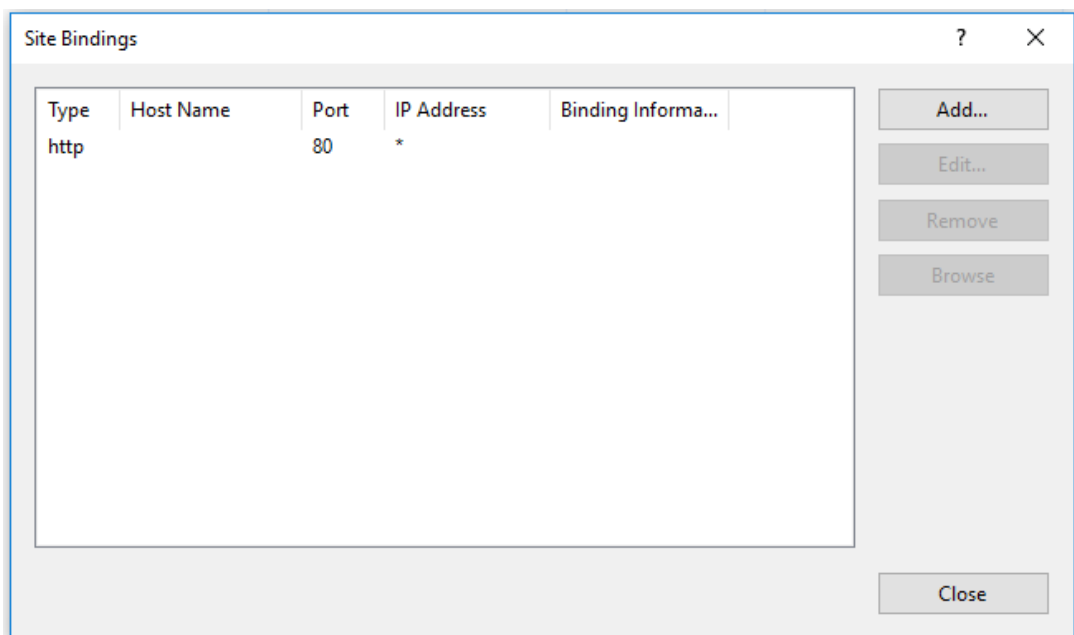 Site Bindings ?
Type Host Name Port IP Address Binding Informa...
http 80 *
Add...
Edit...
Remove
Browse
Close